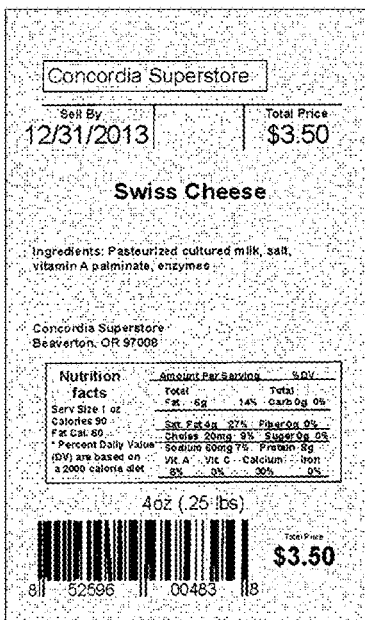 Concordia Superstore
Sell By
12/31/2013
Total Price
$3.50
Swiss Cheese
Ingredients: Pasteurized cultured milk, salt,
vitamin A palminate, enzymes
Concordia Superstore
Beaverton, OR 97008
Nutrition
facts
Serv Size 1 oz
Calories 90
Fat Cal. 60
* Percent Daily Value
(DV) are based on
a 2000 calorie diet
Amount Per Serving %DV
Total Total
Fat 6g 14% Carb 0g 0%
Sat. Fat 4g 27% Fiber 0g 0%
Choles 20mg 9% Suger 0g 0%
Sodium 60mg 7% Protein 8g
Vit. A Vit C Calcium Iron
6% 0% 30% 0%
4oz (.25 lbs)
Total Price
$3.50
8 52596 00483 8